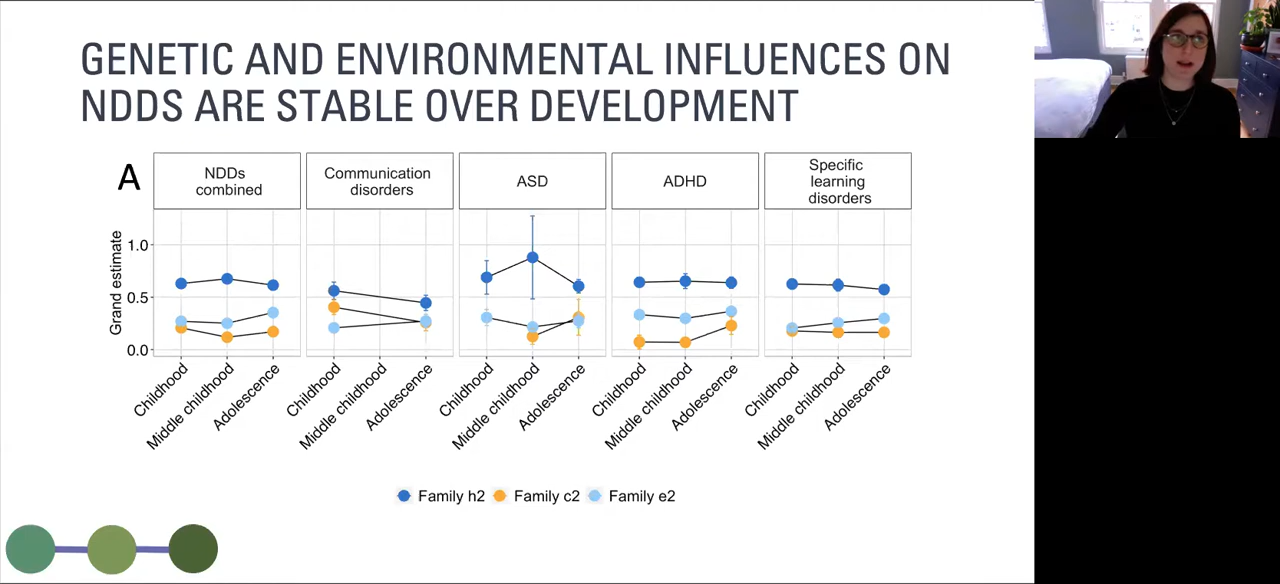 GENETIC AND ENVIRONMENTAL INFLUENCES ON
NDDS ARE STABLE OVER DEVELOPMENT
A
NDDs
combined
Communication
disorders
ASD
ADHD
Specific
learning
disorders
Grand estimate
1.0
0.5
0.0
Childhood
Middle childhood
Adolescence
Childhood
Middle childhood
Adolescence
Childhood
Middle childhood
Adolescence
Childhood
Middle childhood
Adolescence
Childhood
Middle childhood
Adolescence
Family h2
Family c2
Family e2